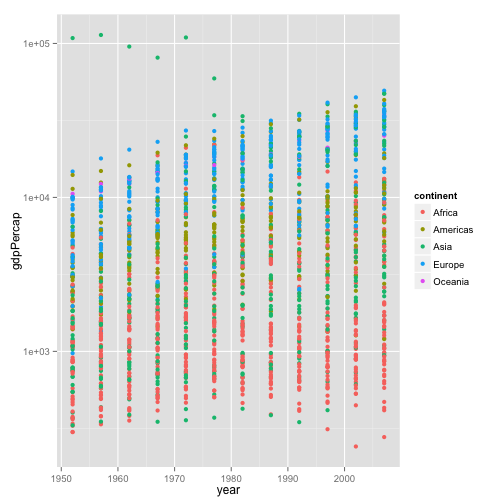 1e+05
1e+04
1e+03
gdpPercap
1950
1960
1970
1980
1990
2000
year
continent
Africa
Americas
Asia
Europe
Oceania